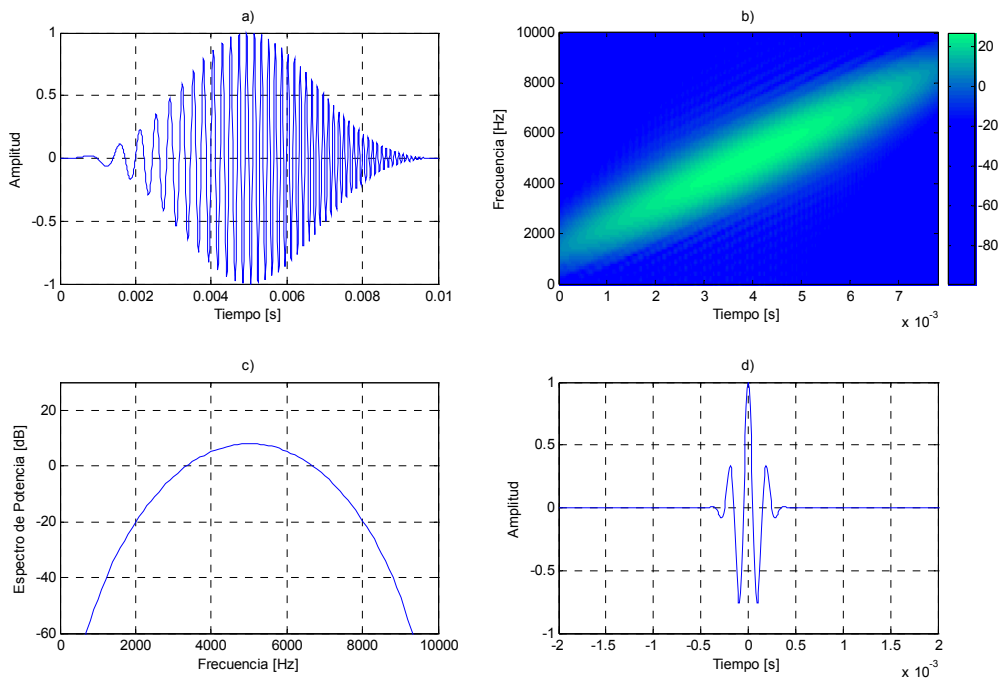 a)
1
0.5
0
-0.5
-1
Amplitud
0 0.002 0.004 0.006 0.008 0.01
Tiempo [s]
b)
10000
8000
6000
4000
2000
0
Frecuencia [Hz]
0 1 2 3 4 5 6 7
Tiempo [s]
x 10⁻³
20
0
-20
-40
-60
-80
c)
20
0
-20
-40
-60
Espectro de Potencia [dB]
0 2000 4000 6000 8000 10000
Frecuencia [Hz]
d)
1
0.5
0
-0.5
-1
Amplitud
-2 -1.5 -1 -0.5 0 0.5 1 1.5 2
Tiempo [s]
x 10⁻³